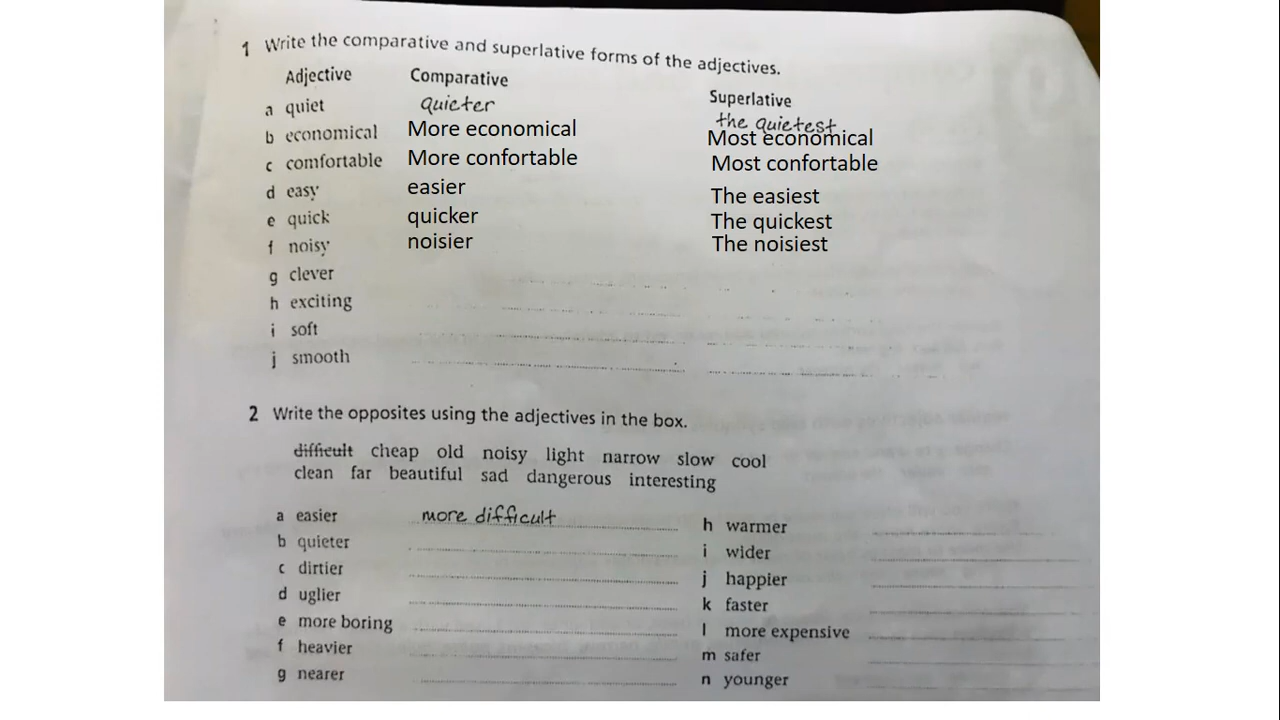 1 Write the comparative and superlative forms of the adjectives.
Adjective Comparative Superlative
a quiet quieter the quietest
b economical More economical Most economical
c comfortable More confortable Most confortable
d easy easier The easiest
e quick quicker The quickest
f noisy noisier The noisiest
g clever
h exciting
i soft
j smooth
2 Write the opposites using the adjectives in the box.
difficult cheap old noisy light narrow slow cool
clean far beautiful sad dangerous interesting
a easier more difficult h warmer
b quieter i wider
c dirtier j happier
d uglier k faster
e more boring l more expensive
f heavier m safer
g nearer n younger